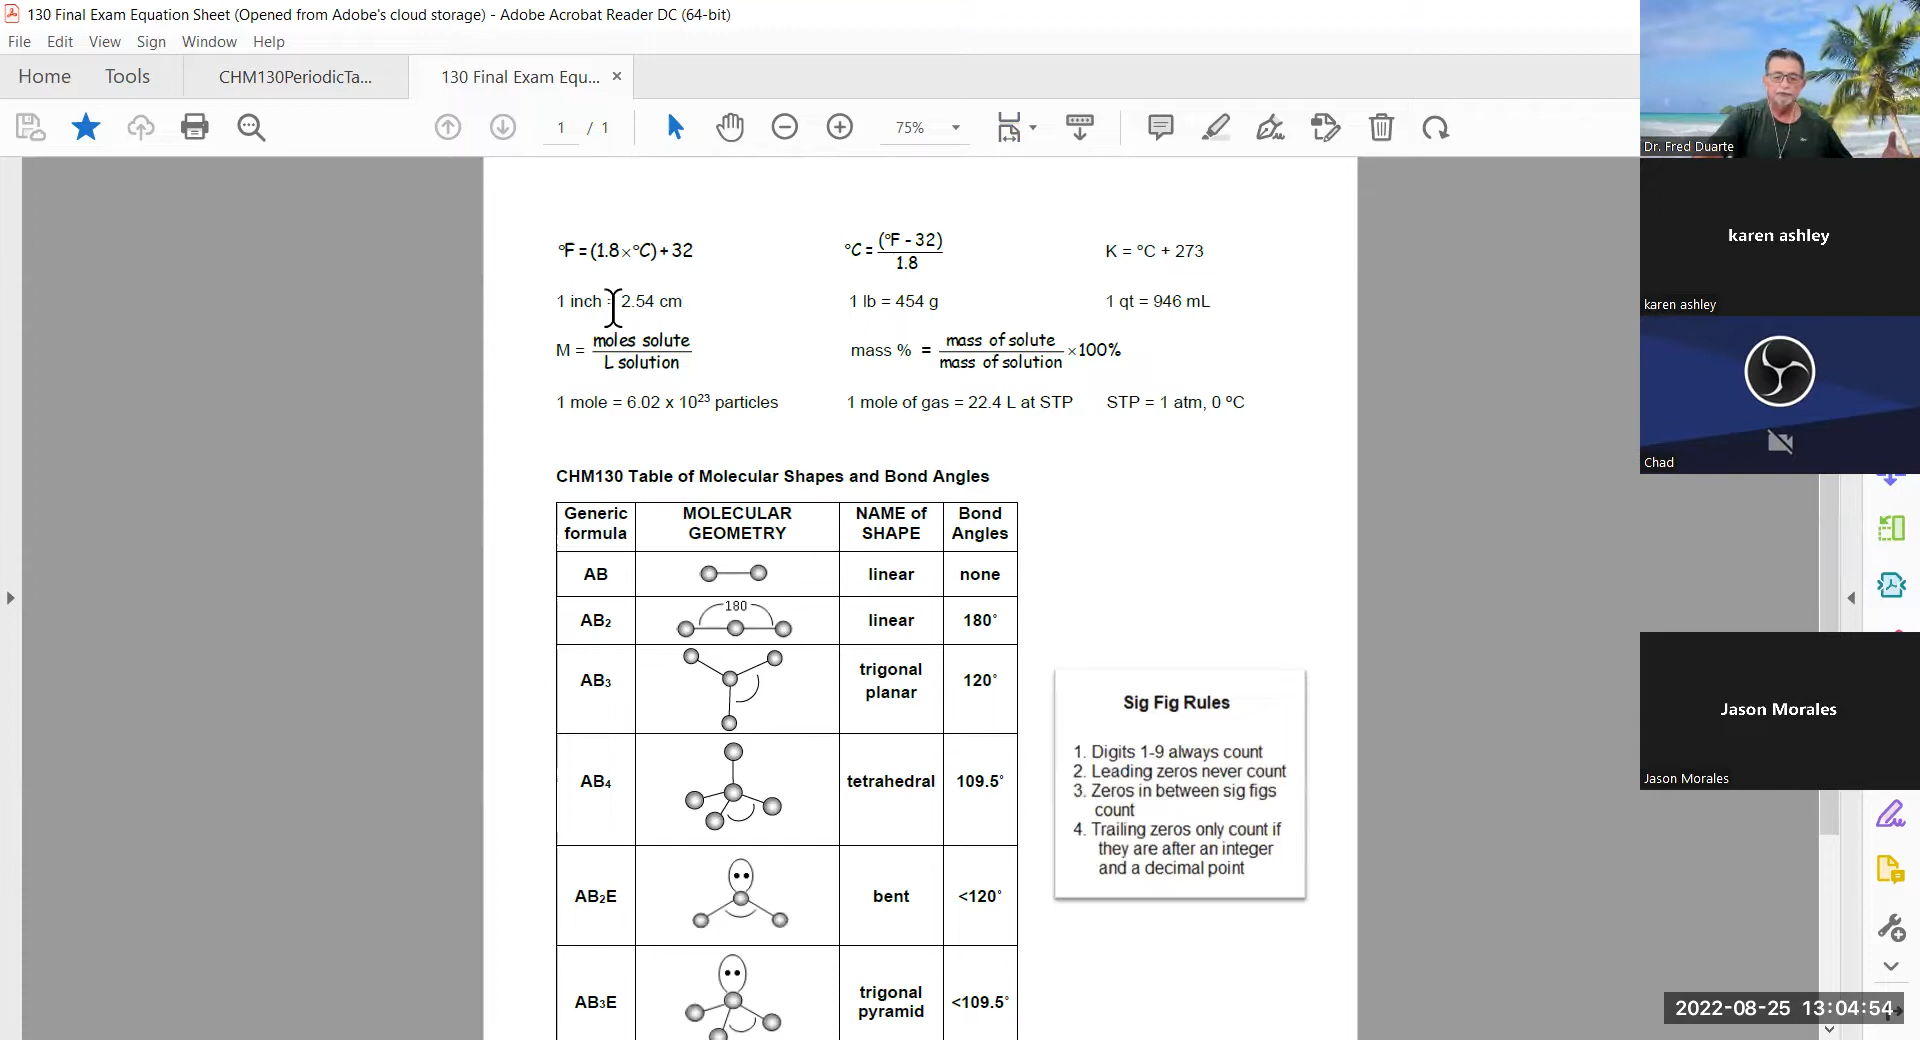 130 Final Exam Equation Sheet (Opened from Adobe's cloud storage) - Adobe Acrobat Reader DC (64-bit)
File Edit View Sign Window Help
Home Tools CHM130PeriodicTa... 130 Final Exam Equ... ×
1 / 1 75%
°F = (1.8 × °C) + 32 °C = (°F - 32) / 1.8 K = °C + 273
1 inch = 2.54 cm 1 lb = 454 g 1 qt = 946 mL
M = moles solute / L solution mass % = mass of solute / mass of solution × 100%
1 mole = 6.02 x 10²³ particles 1 mole of gas = 22.4 L at STP STP = 1 atm, 0 ºC
CHM130 Table of Molecular Shapes and Bond Angles
Generic formula MOLECULAR GEOMETRY NAME of SHAPE Bond Angles
AB linear none
AB₂ 180 linear 180°
AB₃ trigonal planar 120°
AB₄ tetrahedral 109.5°
AB₂E bent <120°
AB₃E trigonal pyramid <109.5°
Sig Fig Rules
1. Digits 1-9 always count
2. Leading zeros never count
3. Zeros in between sig figs
count
4. Trailing zeros only count if
they are after an integer
and a decimal point
Dr. Fred Duarte
karen ashley
karen ashley
Chad
Jason Morales
Jason Morales
2022-08-25 13:04:54